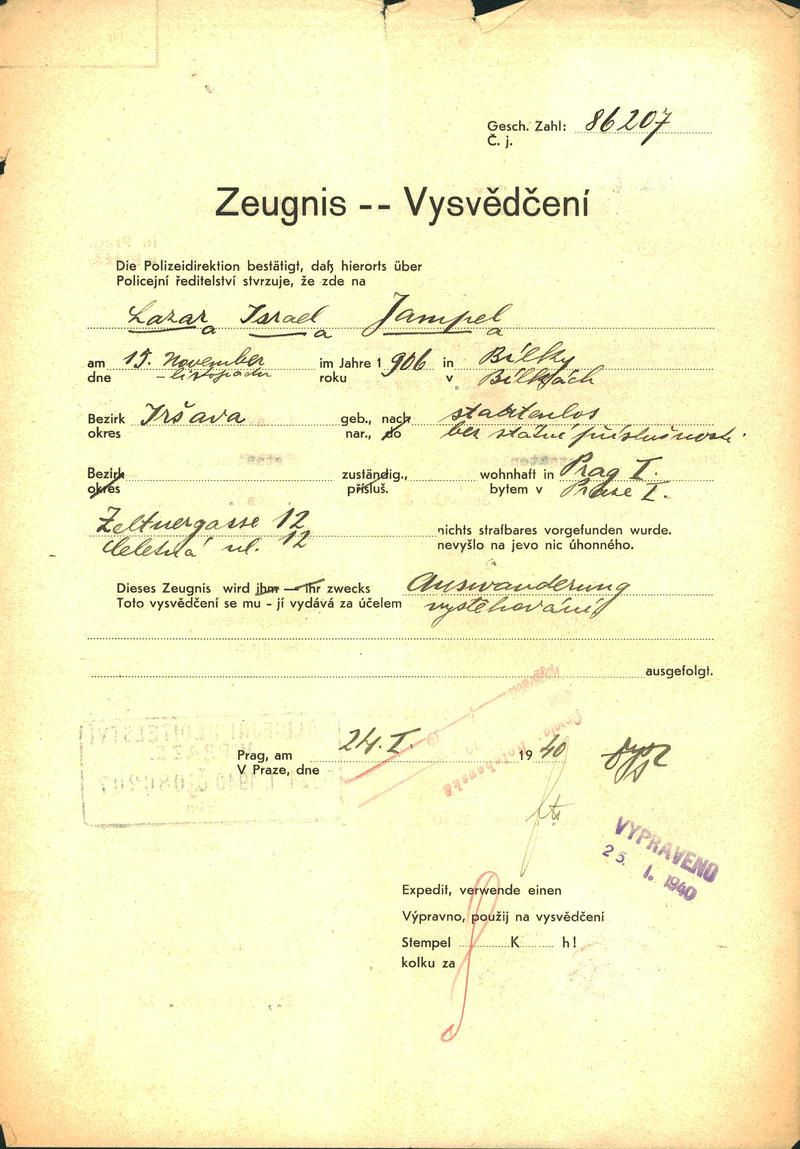 Gesch. Zahl: 86207
Č. j.
Zeugnis -- Vysvědčení
Die Polizeidirektion bestätigt, daß hierorts über
Policejní ředitelství stvrzuje, že zde na
Lazar a Israel a Jampel a
am 15. November im Jahre 1 906 in Bilky
dne – listopadu roku v Bilkách
Bezirk Iršava geb., nach staatenlos
okres nar., do bez státní příslušnosti.
Bezirk zuständig., wohnhaft in Prag I.
okres přísluš. bytem v Praze I.
Zeltnergasse 12 nichts strafbares vorgefunden wurde.
Celetná ul. 12 nevyšlo na jevo nic úhonného.
Dieses Zeugnis wird ihm — ihr zwecks Auswanderung
Toto vysvědčení se mu - jí vydává za účelem vystěhování
ausgefolgt.
Prag, am 24. I. 19 40
V Praze, dne
VYPRAVENO
25. I. 1940
Expedit, verwende einen
Výpravno, použij na vysvědčení
Stempel K h!
kolku za